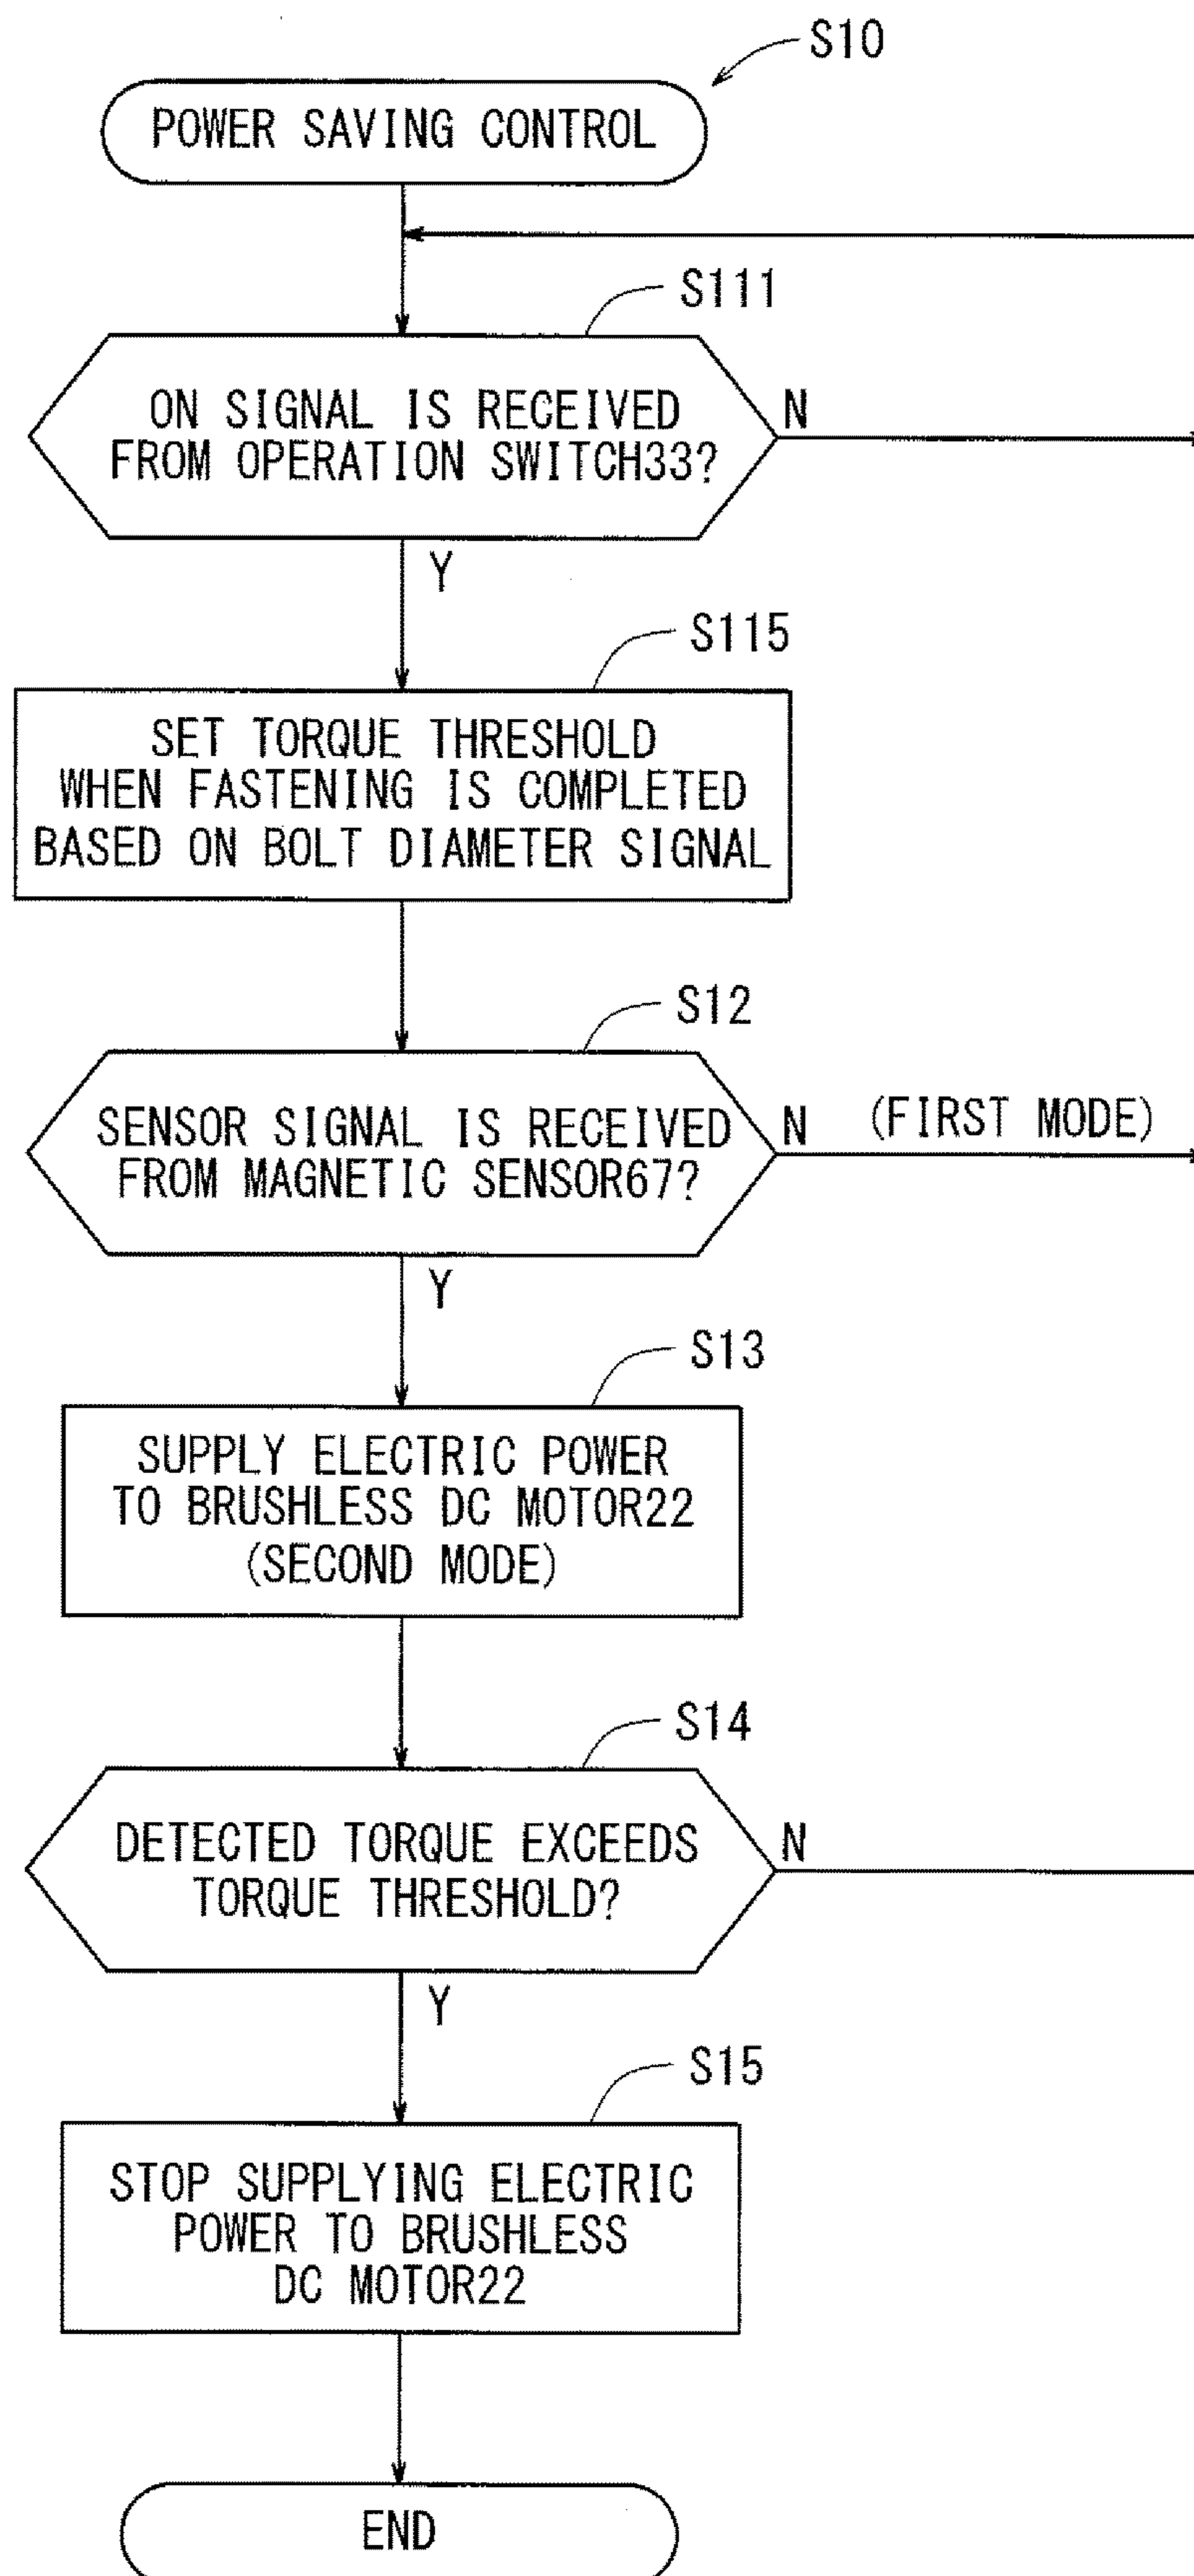 S10
POWER SAVING CONTROL
S111
ON SIGNAL IS RECEIVED
FROM OPERATION SWITCH33?
N
Y
S115
SET TORQUE THRESHOLD
WHEN FASTENING IS COMPLETED
BASED ON BOLT DIAMETER SIGNAL
S12
SENSOR SIGNAL IS RECEIVED
FROM MAGNETIC SENSOR67?
N (FIRST MODE)
Y
S13
SUPPLY ELECTRIC POWER
TO BRUSHLESS DC MOTOR22
(SECOND MODE)
S14
DETECTED TORQUE EXCEEDS
TORQUE THRESHOLD?
N
Y
S15
STOP SUPPLYING ELECTRIC
POWER TO BRUSHLESS
DC MOTOR22
END